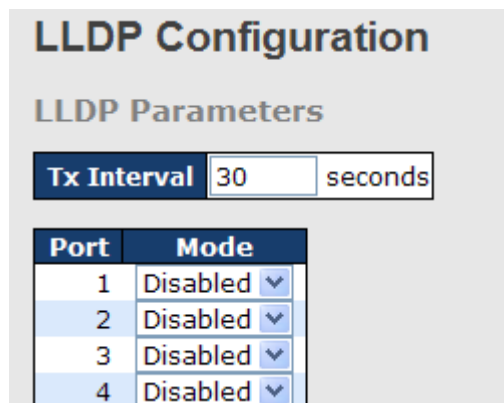 LLDP Configuration
LLDP Parameters
Tx Interval 30 seconds
Port Mode
1 Disabled
2 Disabled
3 Disabled
4 Disabled